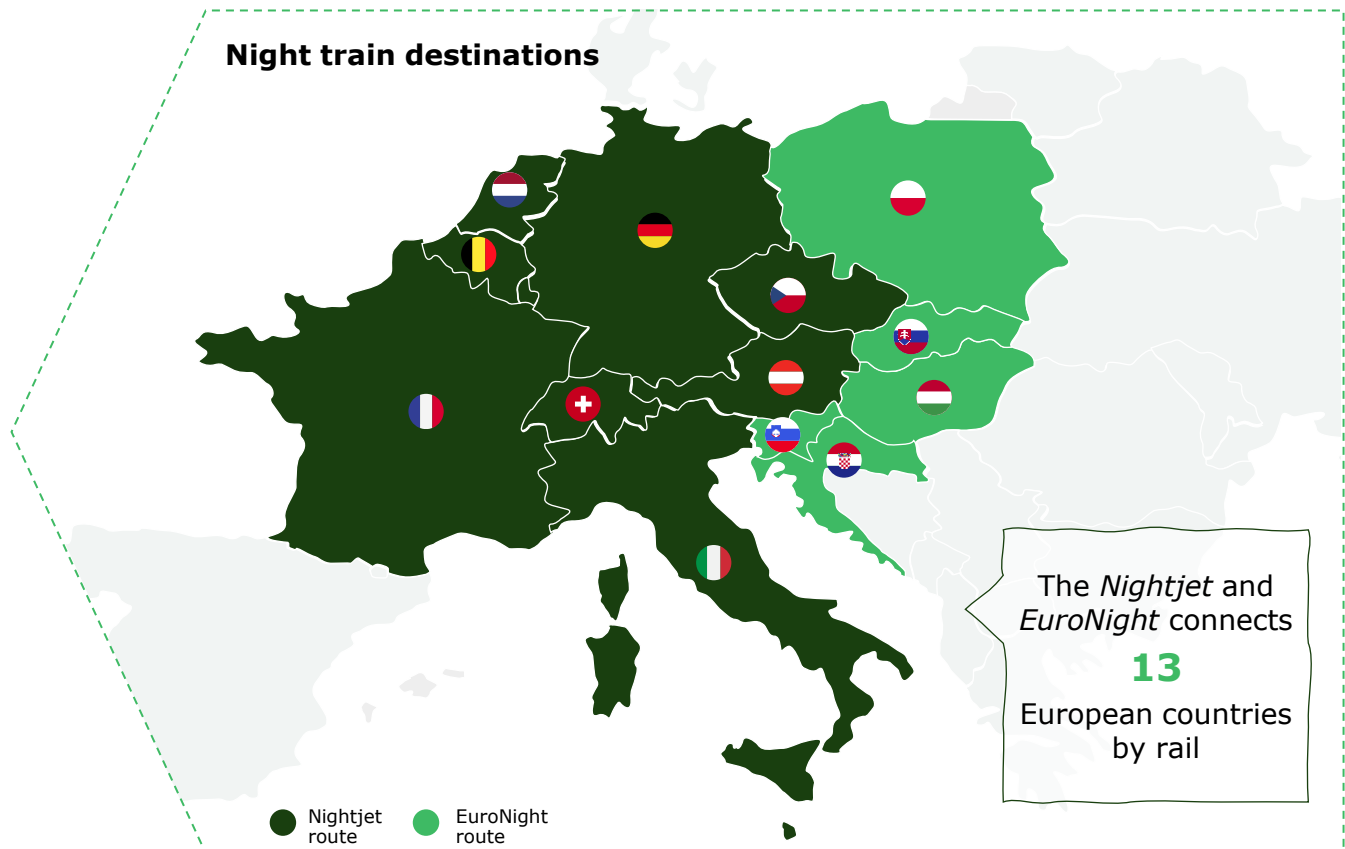 Night train destinations
The Nightjet and
EuroNight connects
13
European countries
by rail
Nightjet
route
EuroNight
route